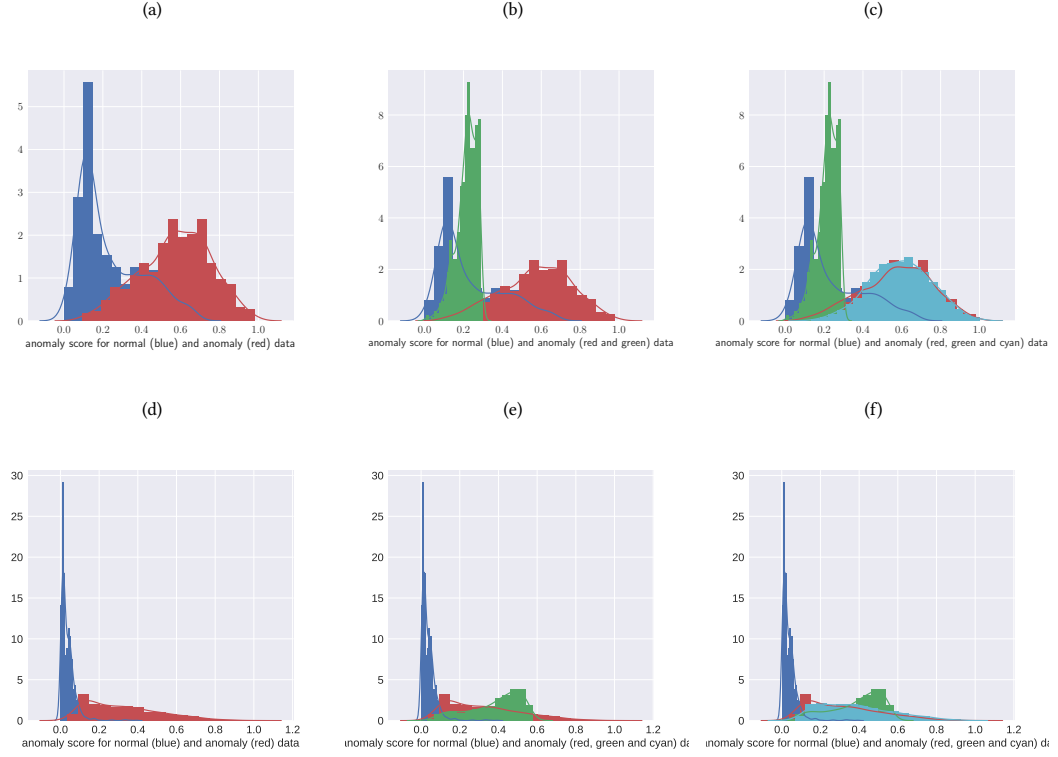 (a)
(b)
(c)
5
4
3
2
1
0
0.0 0.2 0.4 0.6 0.8 1.0
anomaly score for normal (blue) and anomaly (red) data
8
6
4
2
0
0.0 0.2 0.4 0.6 0.8 1.0
anomaly score for normal (blue) and anomaly (red and green) data
8
6
4
2
0
0.0 0.2 0.4 0.6 0.8 1.0
anomaly score for normal (blue) and anomaly (red, green and cyan) data
(d)
(e)
(f)
30
25
20
15
10
5
0
0.0 0.2 0.4 0.6 0.8 1.0 1.2
anomaly score for normal (blue) and anomaly (red) data
30
25
20
15
10
5
0
0.0 0.2 0.4 0.6 0.8 1.0 1.2
anomaly score for normal (blue) and anomaly (red, green and cyan) da
30
25
20
15
10
5
0
0.0 0.2 0.4 0.6 0.8 1.0 1.2
anomaly score for normal (blue) and anomaly (red, green and cyan) da